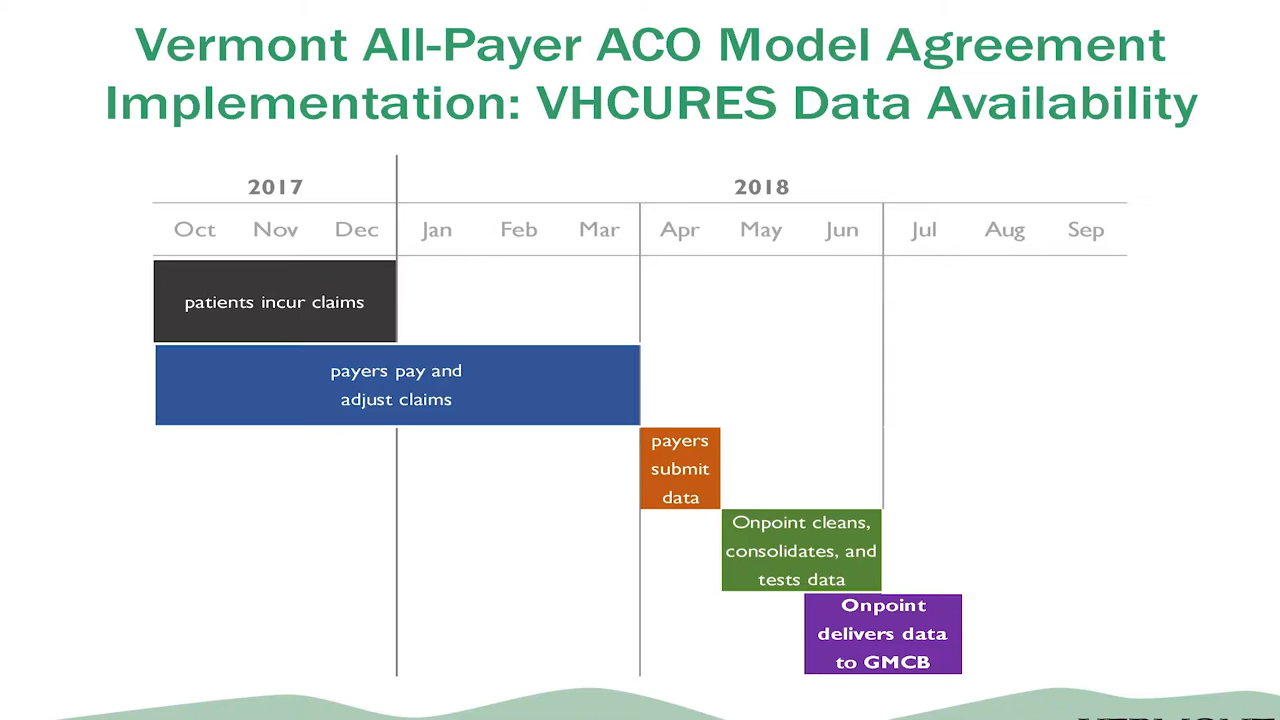 Vermont All-Payer ACO Model Agreement
Implementation: VHCURES Data Availability
2017 2018
Oct Nov Dec Jan Feb Mar Apr May Jun Jul Aug Sep
patients incur claims
payers pay and
adjust claims
payers
submit
data
Onpoint cleans,
consolidates, and
tests data
Onpoint
delivers data
to GMCB